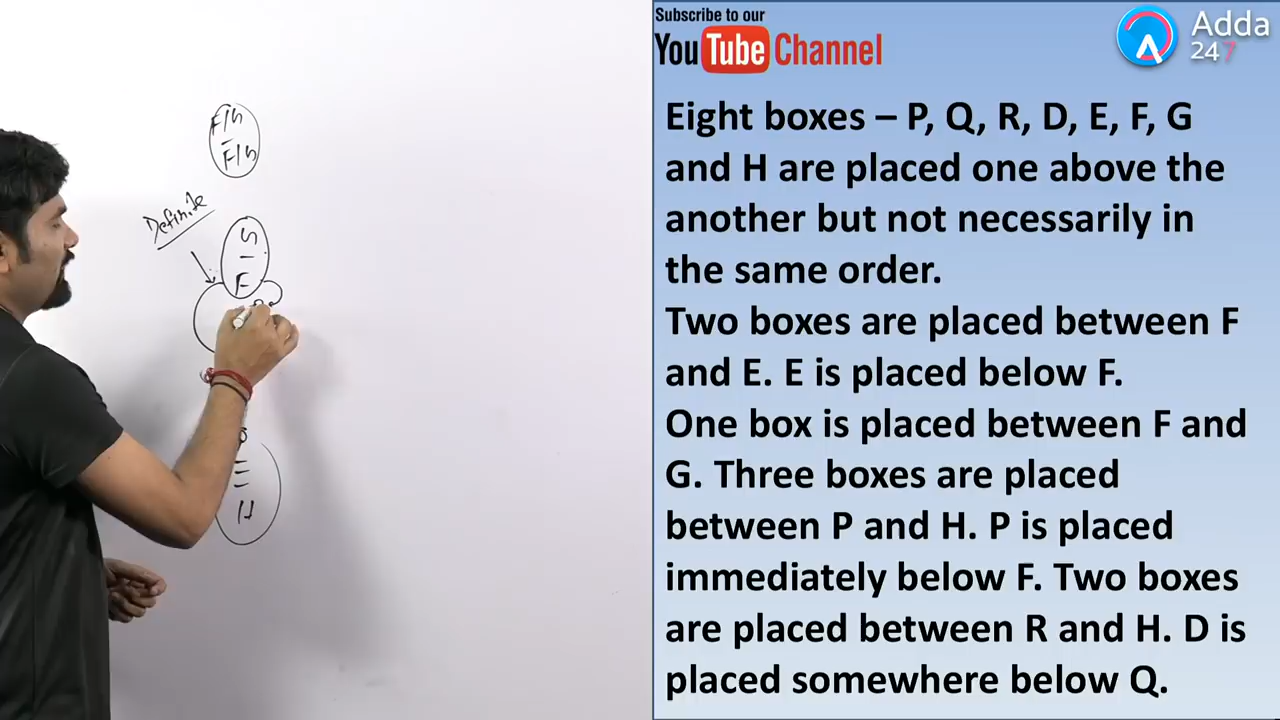 Subscribe to our
YouTube Channel
Adda
247
Eight boxes – P, Q, R, D, E, F, G
and H are placed one above the
another but not necessarily in
the same order.
Two boxes are placed between F
and E. E is placed below F.
One box is placed between F and
G. Three boxes are placed
between P and H. P is placed
immediately below F. Two boxes
are placed between R and H. D is
placed somewhere below Q.
F/G
–
F/G
Definite
G
–
F
H